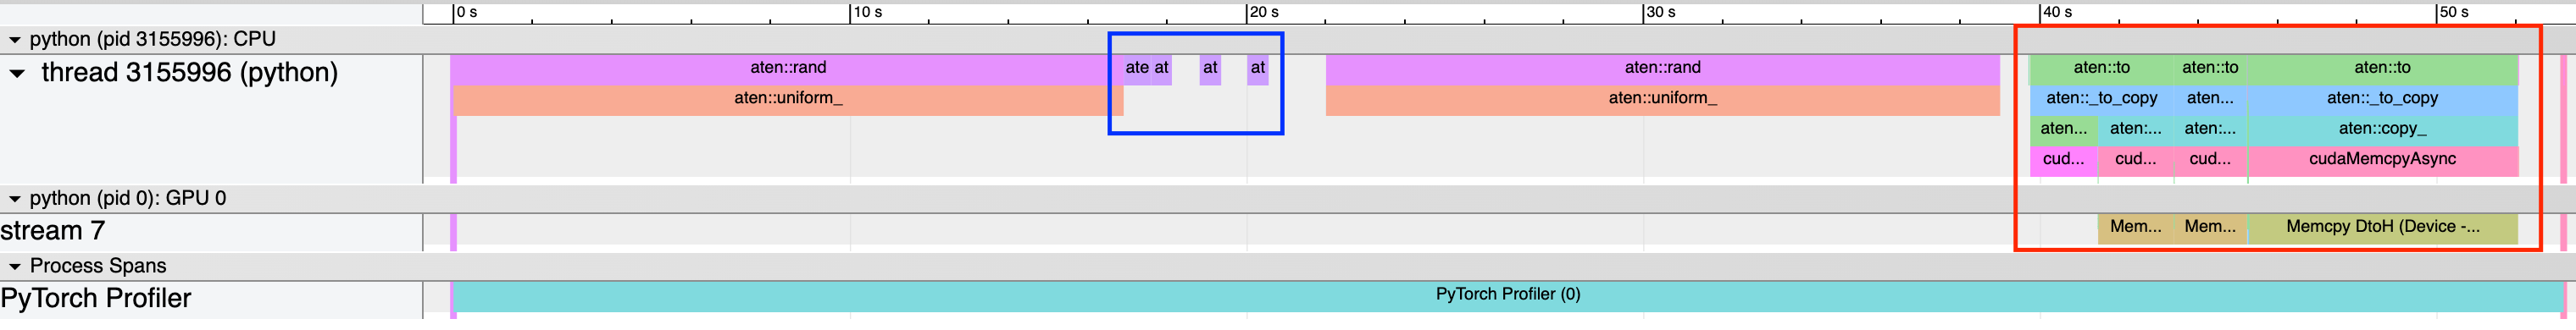 0 s 10 s 20 s 30 s 40 s 50 s
python (pid 3155996): CPU
thread 3155996 (python)
aten::rand ate at at at aten::rand aten::to aten::to aten::to
aten::uniform_ aten::uniform_ aten::_to_copy aten... aten::_to_copy
aten... aten:... aten:... aten::copy_
cud... cud... cud... cudaMemcpyAsync
python (pid 0): GPU 0
stream 7 Mem... Mem... Memcpy DtoH (Device -...
Process Spans
PyTorch Profiler PyTorch Profiler (0)